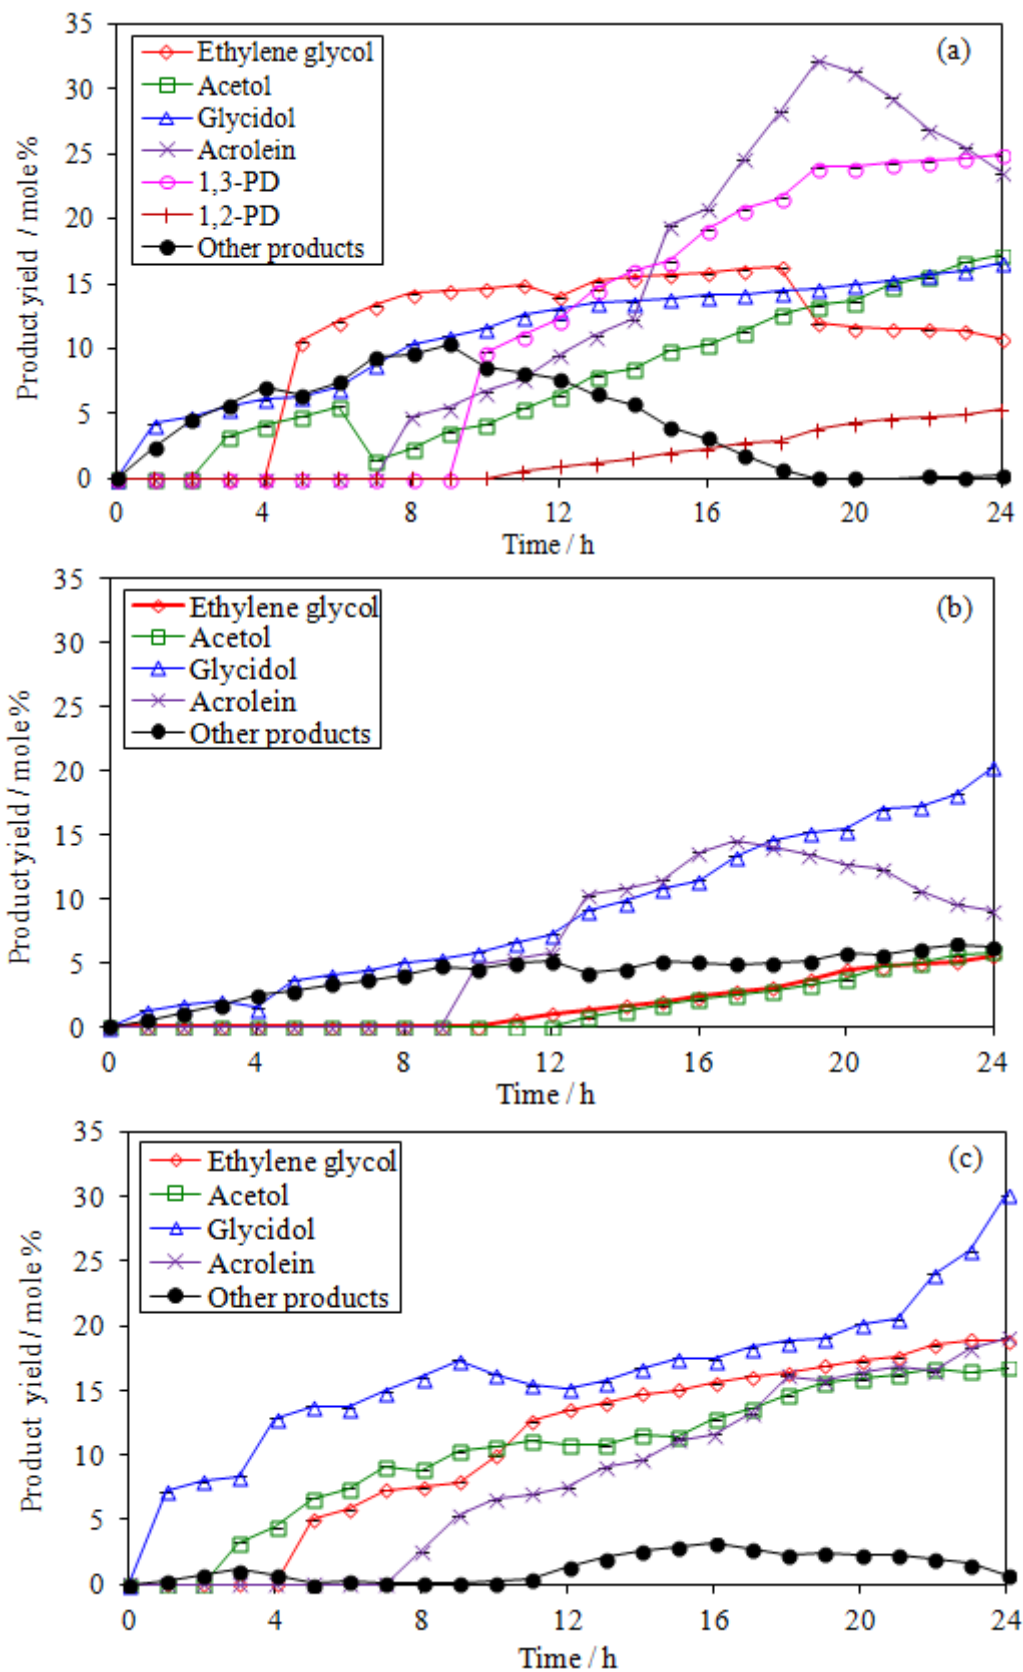 35
30
25
20
15
10
5
0
Product yield / mole%
Ethylene glycol
Acetol
Glycidol
Acrolein
1,3-PD
1,2-PD
Other products
(a)
0 4 8 12 16 20 24
Time / h
35
30
25
20
15
10
5
0
Product yield / mole%
Ethylene glycol
Acetol
Glycidol
Acrolein
Other products
(b)
0 4 8 12 16 20 24
Time / h
35
30
25
20
15
10
5
0
Product yield / mole%
Ethylene glycol
Acetol
Glycidol
Acrolein
Other products
(c)
0 4 8 12 16 20 24
Time / h